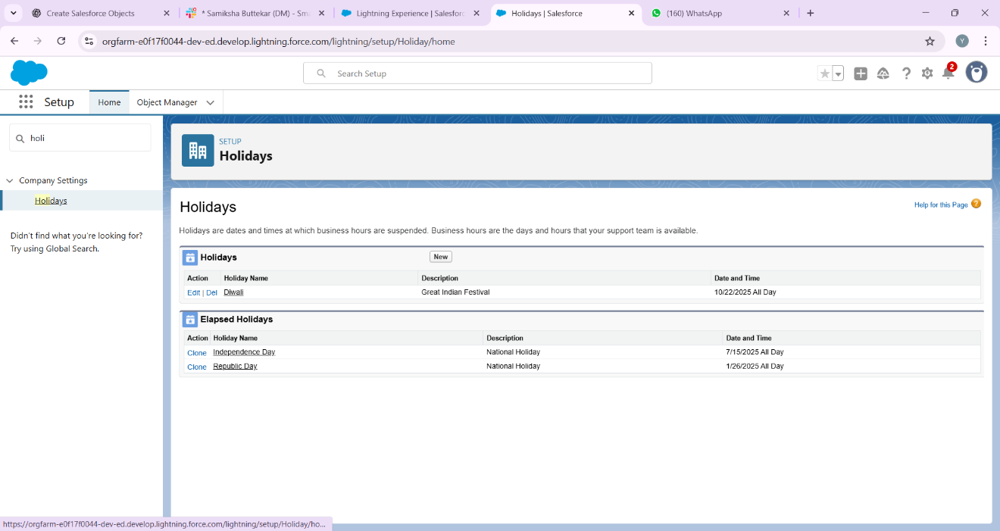 Create Salesforce Objects
* Samiksha Buttekar (DM) - Sma
Lightning Experience | Salesforc
Holidays | Salesforce
(160) WhatsApp
orgfarm-e0f17f0044-dev-ed.develop.lightning.force.com/lightning/setup/Holiday/home
Y
Search Setup
2
Setup
Home
Object Manager
holi
Company Settings
Holidays
Didn't find what you're looking for?
Try using Global Search.
SETUP
Holidays
Holidays
Help for this Page ?
Holidays are dates and times at which business hours are suspended. Business hours are the days and hours that your support team is available.
Holidays
New
Action Holiday Name Description Date and Time
Edit | Del Diwali Great Indian Festival 10/22/2025 All Day
Elapsed Holidays
Action Holiday Name Description Date and Time
Clone Independence Day National Holiday 7/15/2025 All Day
Clone Republic Day National Holiday 1/26/2025 All Day
https://orgfarm-e0f17f0044-dev-ed.develop.lightning.force.com/lightning/setup/Holiday/ho...